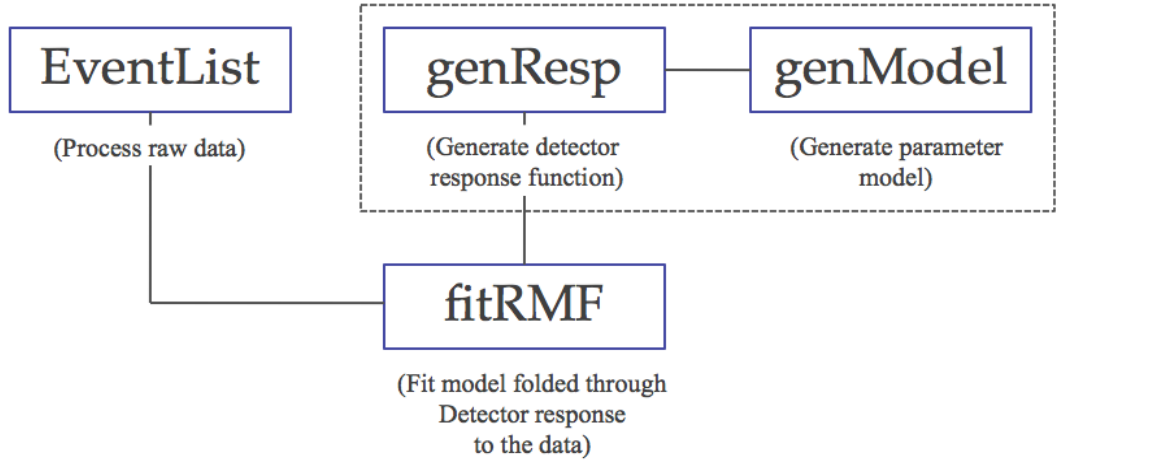 EventList
(Process raw data)
genResp
(Generate detector
response function)
genModel
(Generate parameter
model)
fitRMF
(Fit model folded through
Detector response
to the data)